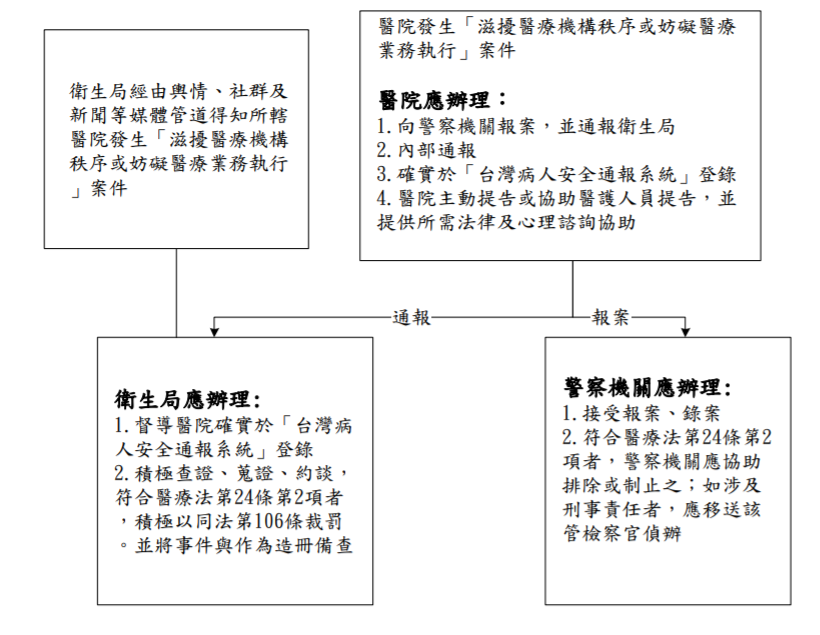 衛生局經由輿情、社群及
新聞等媒體管道得知所轄
醫院發生「滋擾醫療機構
秩序或妨礙醫療業務執行
」案件
醫院發生「滋擾醫療機構秩序或妨礙醫療
業務執行」案件
醫院應辦理：
1.向警察機關報案，並通報衛生局
2.內部通報
3.確實於「台灣病人安全通報系統」登錄
4.醫院主動提告或協助醫護人員提告，並
提供所需法律及心理諮詢協助
通報
報案
衛生局應辦理:
1.督導醫院確實於「台灣病
人安全通報系統」登錄
2.積極查證、蒐證、約談，
符合醫療法第24條第2項者
，積極以同法第106條裁罰
。並將事件與作為造冊備查
警察機關應辦理:
1.接受報案、錄案
2.符合醫療法第24條第2
項者，警察機關應協助
排除或制止之；如涉及
刑事責任者，應移送該
管檢察官偵辦